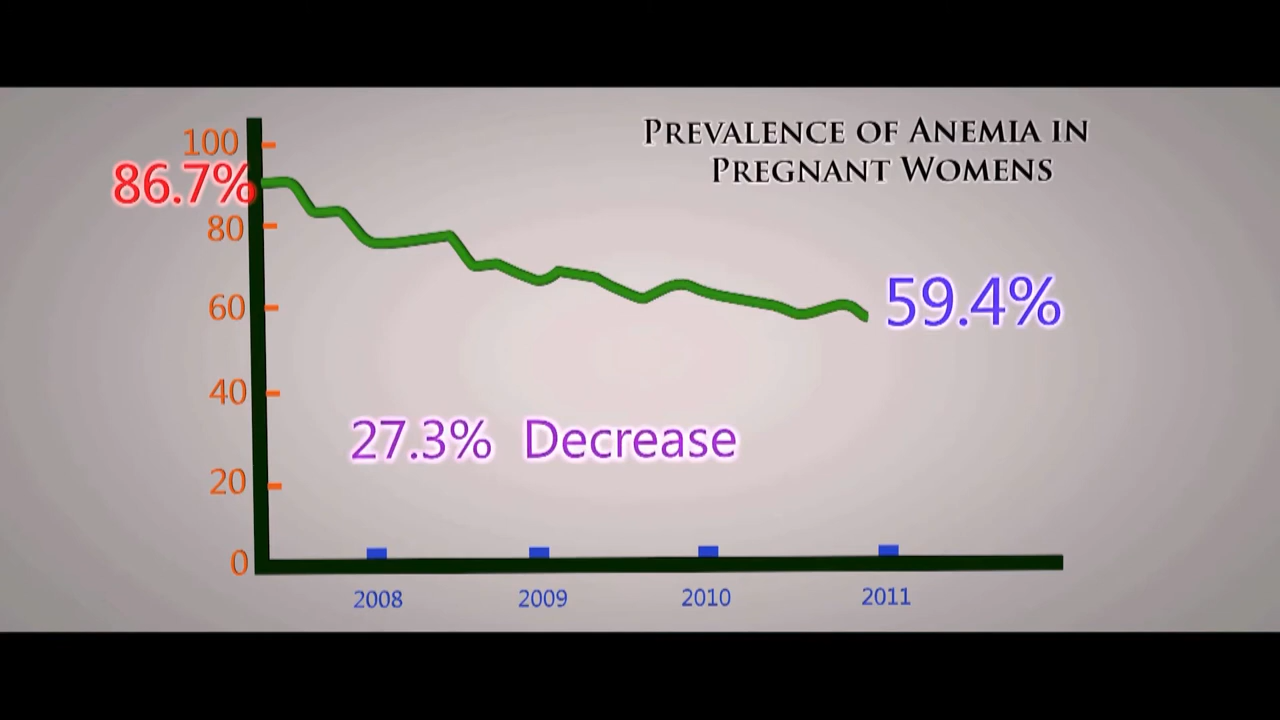 PREVALENCE OF ANEMIA IN
PREGNANT WOMENS
100
86.7%
80
60
59.4%
40
27.3% Decrease
20
0
2008 2009 2010 2011